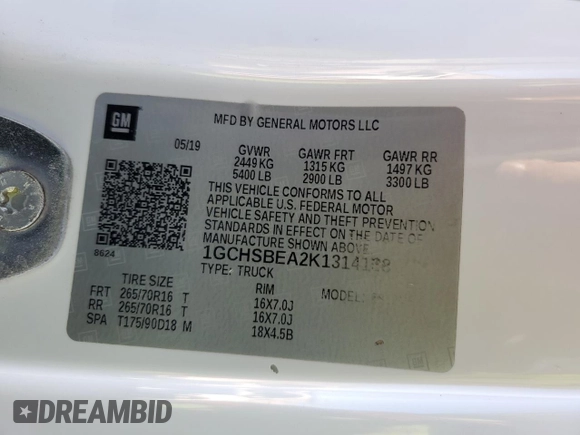 GM
MFD BY GENERAL MOTORS LLC
05/19 GVWR GAWR FRT GAWR RR
2449 KG 1315 KG 1497 KG
5400 LB 2900 LB 3300 LB
THIS VEHICLE CONFORMS TO ALL
APPLICABLE U.S. FEDERAL MOTOR
VEHICLE SAFETY AND THEFT PREVENTION
STANDARDS IN EFFECT ON THE DATE OF
MANUFACTURE SHOWN ABOVE.
8624
TYPE: TRUCK MODEL:
TIRE SIZE RIM
FRT 265/70R16 T 16X7.0J
RR 265/70R16 T 16X7.0J
SPA T175/90D18 M 18X4.5B
DREAMBID